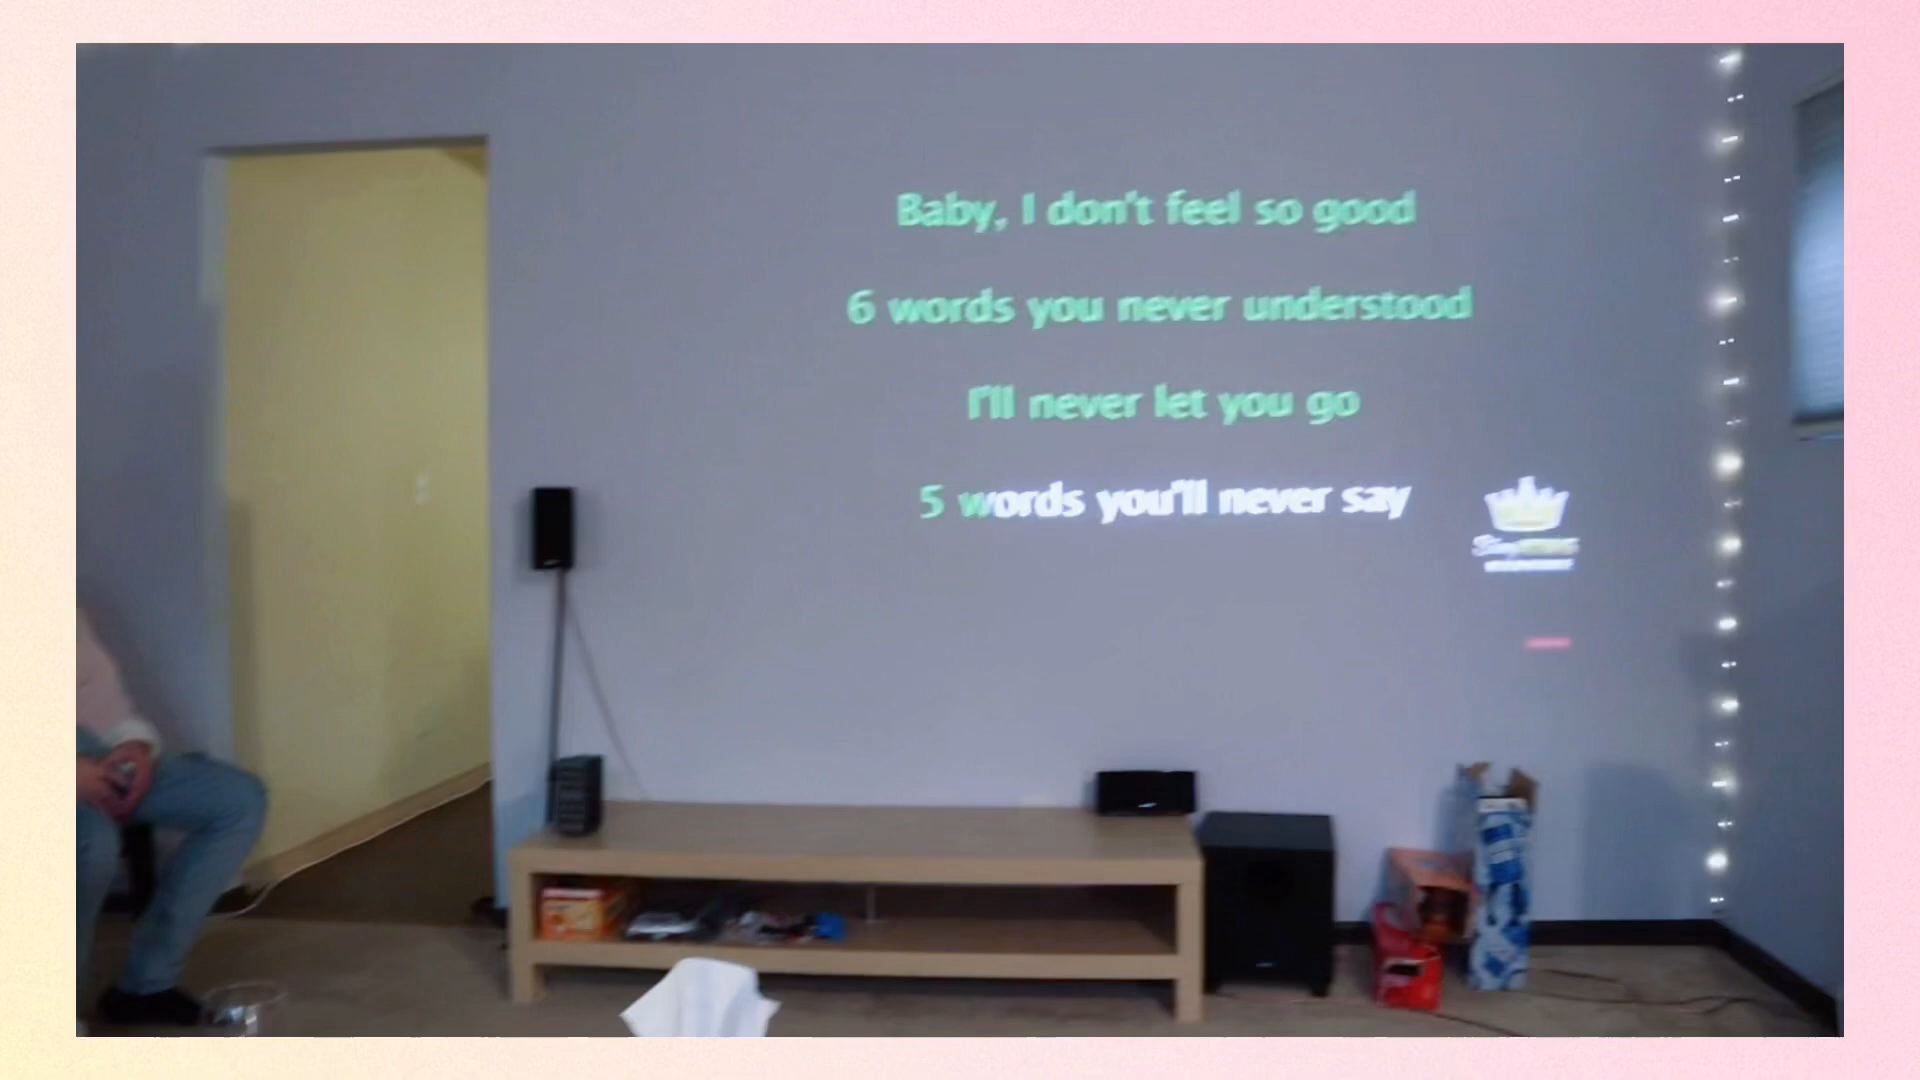 Baby, I don't feel so good
6 words you never understood
I'll never let you go
5 words you'll never say